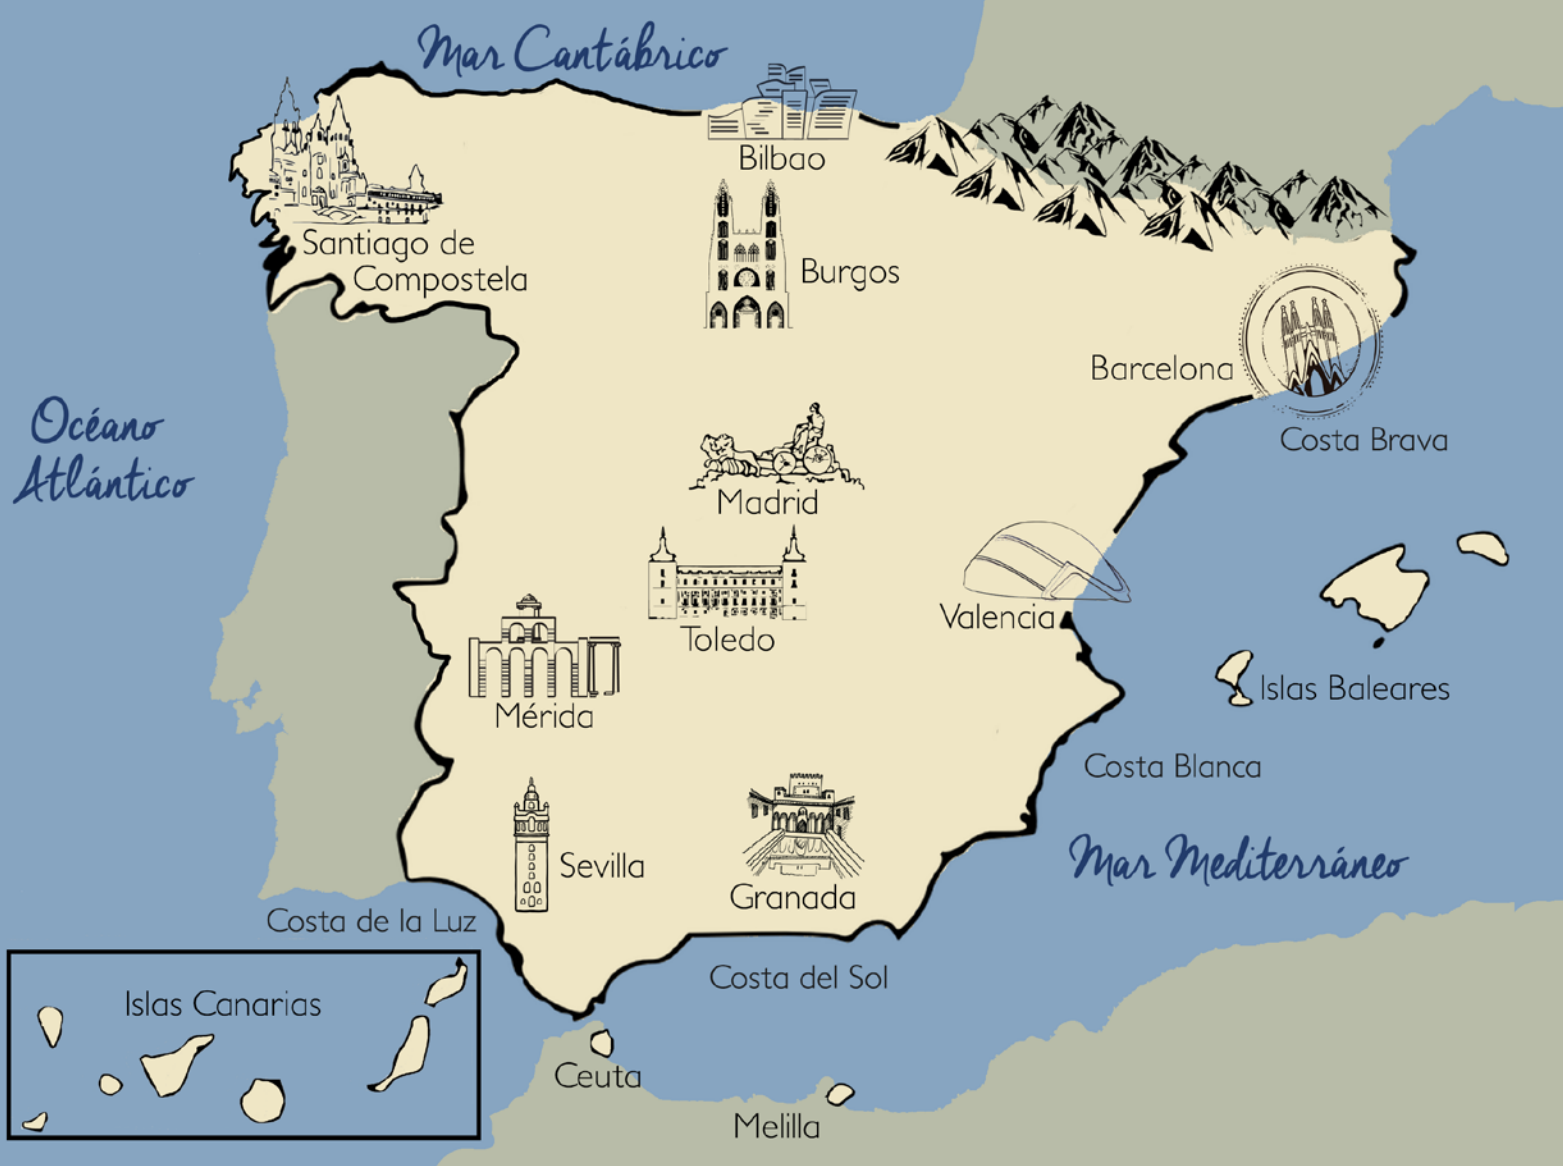 Mar Cantábrico
Bilbao
Santiago de
Compostela
Burgos
Barcelona
Océano
Atlántico
Costa Brava
Madrid
Valencia
Toledo
Islas Baleares
Mérida
Costa Blanca
Sevilla
Mar Mediterráneo
Granada
Costa de la Luz
Costa del Sol
Islas Canarias
Ceuta
Melilla